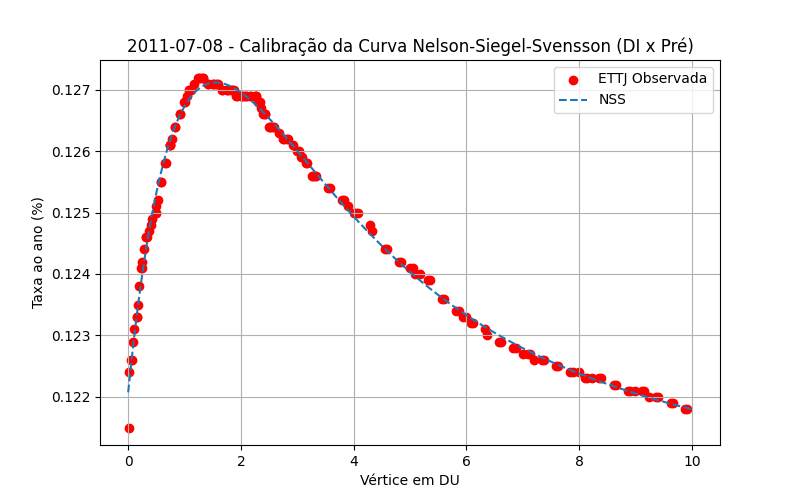 2011-07-08 - Calibração da Curva Nelson-Siegel-Svensson (DI x Pré)
ETTJ Observada
NSS
Taxa ao ano (%)
0.127
0.126
0.125
0.124
0.123
0.122
0
2
4
6
8
10
Vértice em DU